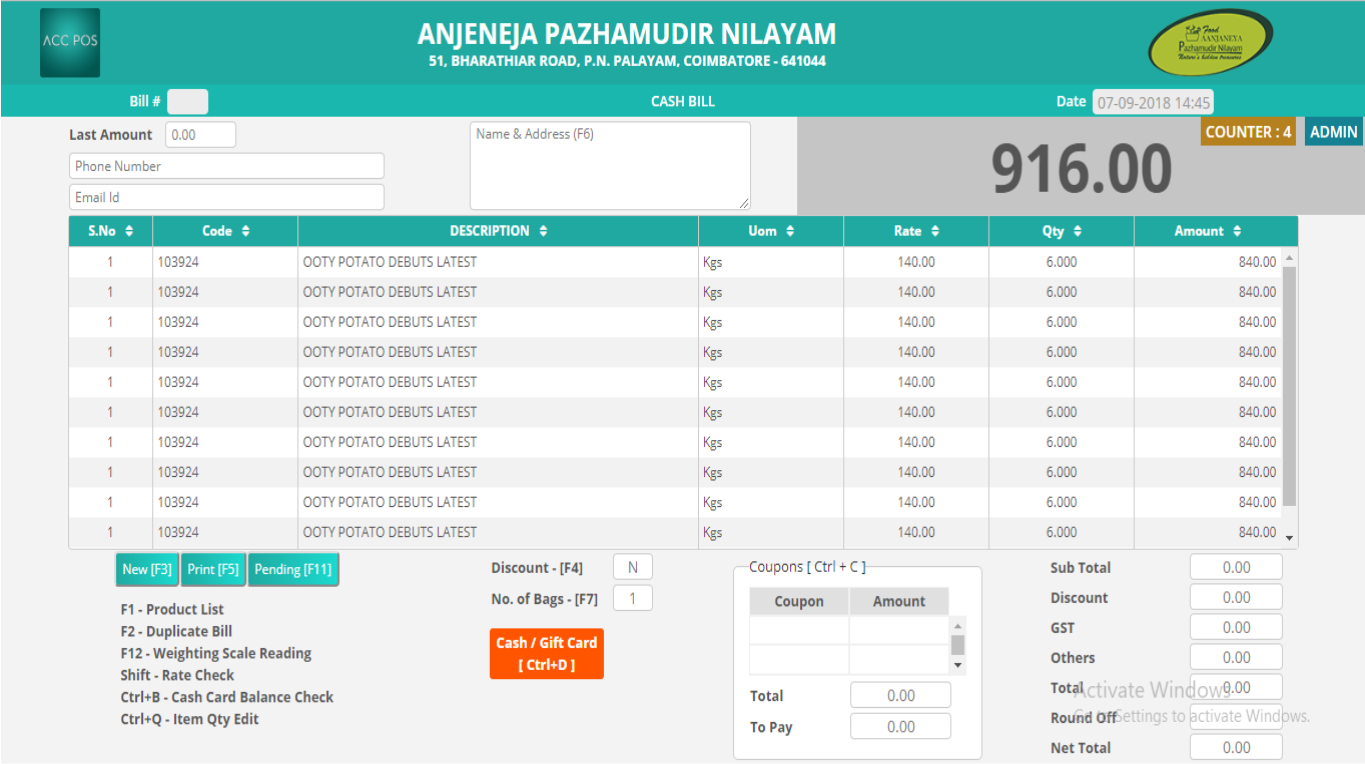 ACC POS
ANJENEJA PAZHAMUDIR NILAYAM
51, BHARATHIAR ROAD, P.N. PALAYAM, COIMBATORE - 641044
Food
AANJANEYA
Pazhamudir Nilayam
Nature's hidden treasures
Bill # CASH BILL Date 07-09-2018 14:45
Last Amount 0.00 Name & Address (F6) COUNTER : 4 ADMIN
916.00
Phone Number
Email Id
S.No Code DESCRIPTION Uom Rate Qty Amount
1 103924 OOTY POTATO DEBUTS LATEST Kgs 140.00 6.000 840.00
1 103924 OOTY POTATO DEBUTS LATEST Kgs 140.00 6.000 840.00
1 103924 OOTY POTATO DEBUTS LATEST Kgs 140.00 6.000 840.00
1 103924 OOTY POTATO DEBUTS LATEST Kgs 140.00 6.000 840.00
1 103924 OOTY POTATO DEBUTS LATEST Kgs 140.00 6.000 840.00
1 103924 OOTY POTATO DEBUTS LATEST Kgs 140.00 6.000 840.00
1 103924 OOTY POTATO DEBUTS LATEST Kgs 140.00 6.000 840.00
1 103924 OOTY POTATO DEBUTS LATEST Kgs 140.00 6.000 840.00
1 103924 OOTY POTATO DEBUTS LATEST Kgs 140.00 6.000 840.00
1 103924 OOTY POTATO DEBUTS LATEST Kgs 140.00 6.000 840.00
New [F3] Print [F5] Pending [F11]
F1 - Product List
F2 - Duplicate Bill
F12 - Weighting Scale Reading
Shift - Rate Check
Ctrl+B - Cash Card Balance Check
Ctrl+Q - Item Qty Edit
Discount - [F4] N
No. of Bags - [F7] 1
Cash / Gift Card
[ Ctrl+D ]
Coupons [ Ctrl + C ]
Coupon Amount
Total 0.00
To Pay 0.00
Sub Total 0.00
Discount 0.00
GST 0.00
Others 0.00
Total 0.00
Round Off
Net Total 0.00
Activate Windows
Go to Settings to activate Windows.